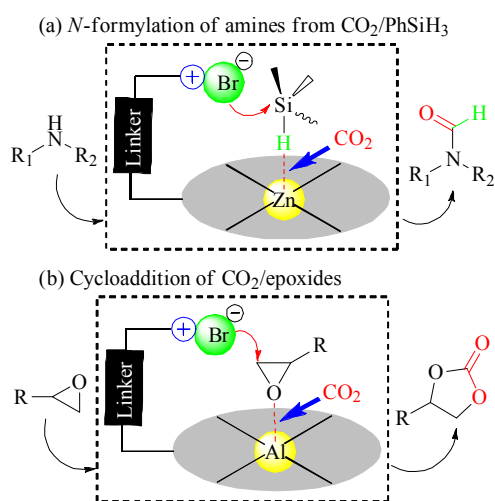 (a) N-formylation of amines from CO₂/PhSiH₃
+
Br
−
Linker
Si
H
CO₂
Zn
H
N
R₁
R₂
O
H
N
R₁
R₂
(b) Cycloaddition of CO₂/epoxides
+
Br
−
Linker
R
O
CO₂
Al
R
O
O
O
O
R